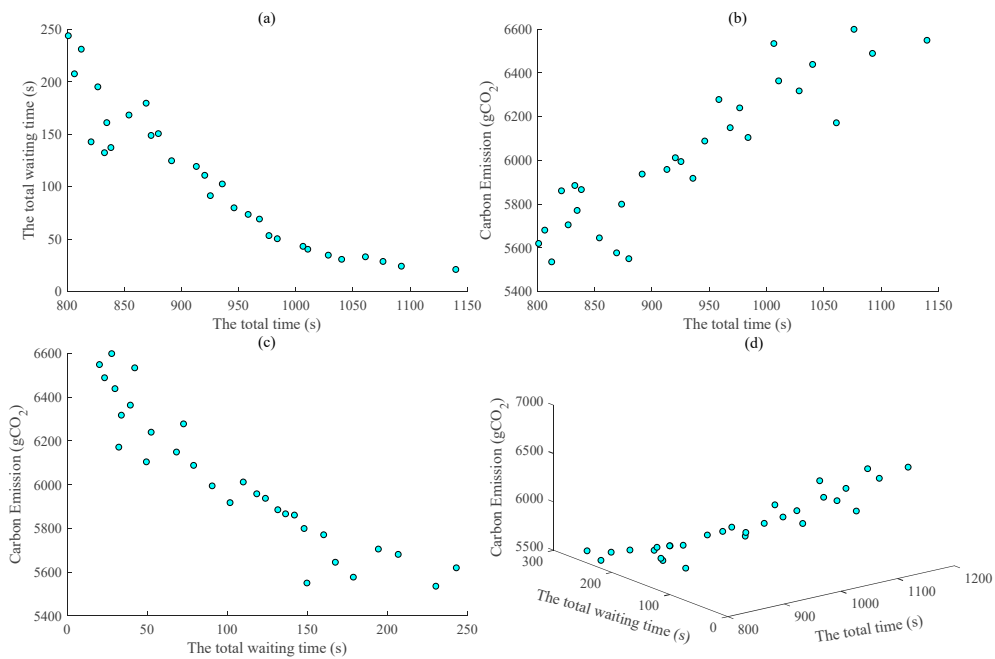 (a)
250
200
150
100
50
0
The total waiting time (s)
800 850 900 950 1000 1050 1100 1150
The total time (s)
(b)
6600
6400
6200
6000
5800
5600
5400
Carbon Emission (gCO2)
800 850 900 950 1000 1050 1100 1150
The total time (s)
(c)
6600
6400
6200
6000
5800
5600
5400
Carbon Emission (gCO2)
0 50 100 150 200 250
The total waiting time (s)
(d)
7000
6500
6000
5500
Carbon Emission (gCO2)
300
200
100
0
The total waiting time (s)
800 900 1000 1100 1200
The total time (s)